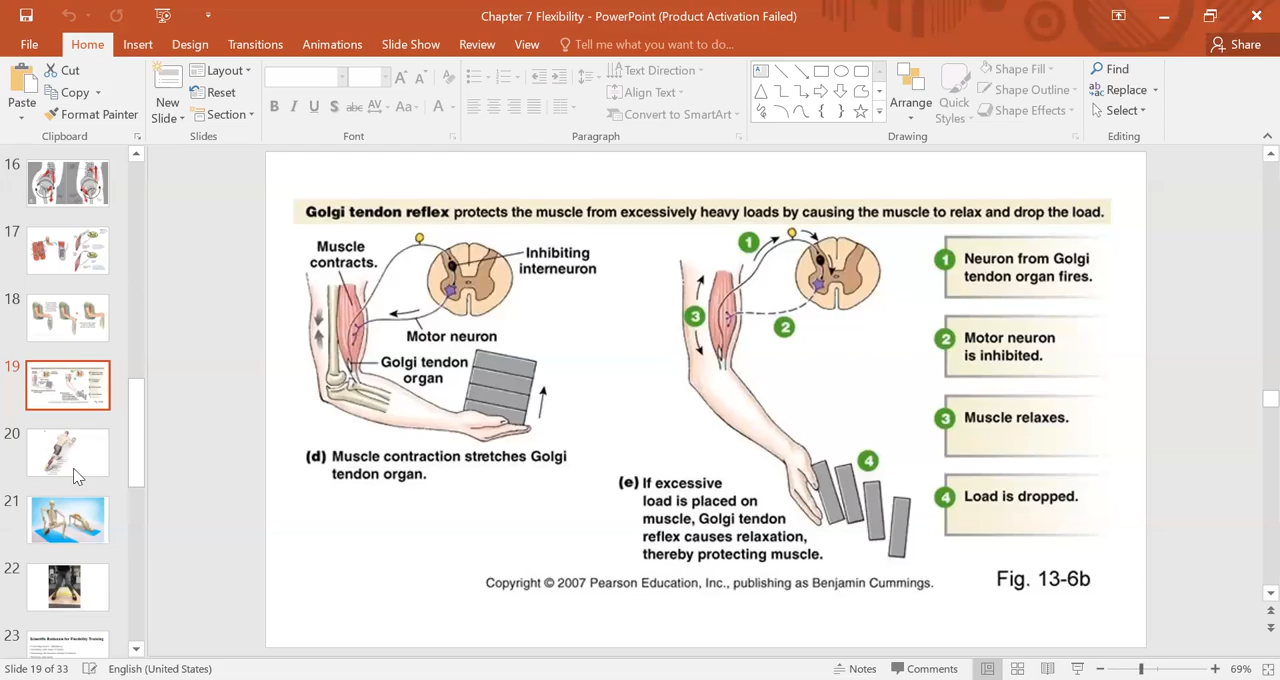 Chapter 7 Flexibility - PowerPoint (Product Activation Failed)
File Home Insert Design Transitions Animations Slide Show Review View Tell me what you want to do... Share
Paste
Cut
Copy
Format Painter
Clipboard
New
Slide
Layout
Reset
Section
Slides
B I U S abc AV Aa A
Font
Paragraph
Text Direction
Align Text
Convert to SmartArt
Arrange
Quick
Styles
Shape Fill
Shape Outline
Shape Effects
Drawing
Find
Replace
Select
Editing
16
17
18
19
20
21
22
23
Scientific Rationale for Flexibility Training
Golgi tendon reflex protects the muscle from excessively heavy loads by causing the muscle to relax and drop the load.
Muscle
contracts.
Inhibiting
interneuron
Motor neuron
Golgi tendon
organ
(d) Muscle contraction stretches Golgi
tendon organ.
1
2
3
4
(e) If excessive
load is placed on
muscle, Golgi tendon
reflex causes relaxation,
thereby protecting muscle.
1 Neuron from Golgi
tendon organ fires.
2 Motor neuron
is inhibited.
3 Muscle relaxes.
4 Load is dropped.
Copyright © 2007 Pearson Education, Inc., publishing as Benjamin Cummings.
Fig. 13-6b
Slide 19 of 33 English (United States) Notes Comments 69%